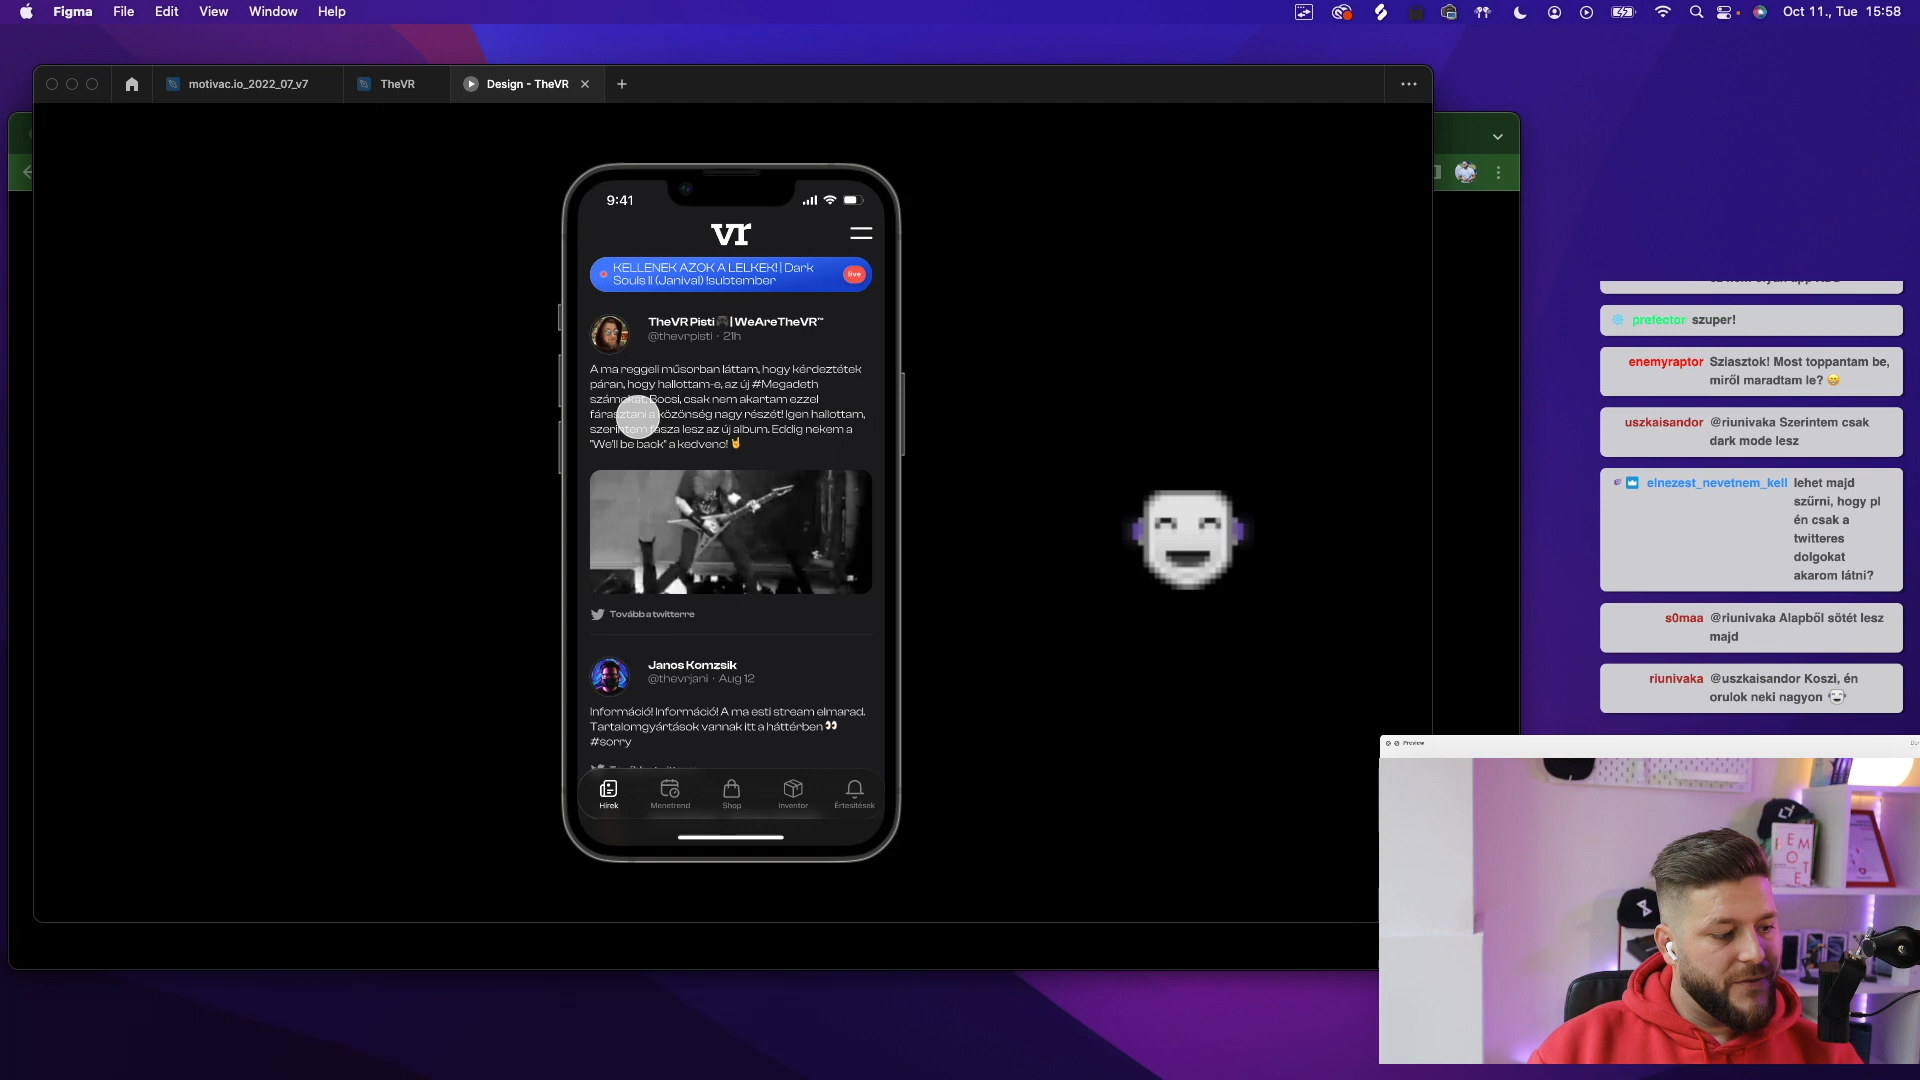 Figma File Edit View Window Help
Oct 11., Tue 15:58
motivac.io_2022_07_v7
TheVR
Design - TheVR
9:41
vr
KELLENEK AZOK A LELKEK! | Dark
Souls II (Janival) !subtember
live
TheVR Pisti🎮 | WeAreTheVR™
@thevrpisti · 21h
A ma reggeli műsorban láttam, hogy kérdeztétek
páran, hogy hallottam-e, az új #Megadeth
számokat. Bocsi, csak nem akartam ezzel
fárasztani a közönség nagy részét! Igen hallottam,
szerintem fasza lesz az új album. Eddig nekem a
"We'll be back" a kedvenc! 🤘
Tovább a twitterre
Janos Komzsik
@thevrjani · Aug 12
Információ! Információ! A ma esti stream elmarad.
Tartalomgyártások vannak itt a háttérben 👀
#sorry
Hírek
Menetrend
Shop
Inventor
Értesítések
prefector szuper!
enemyraptor Sziasztok! Most toppantam be,
miről maradtam le? 😄
uszkaisandor @riunivaka Szerintem csak
dark mode lesz
elnezest_nevetnem_kell lehet majd
szűrni, hogy pl
én csak a
twitteres
dolgokat
akarom látni?
s0maa @riunivaka Alapból sötét lesz
majd
riunivaka @uszkaisandor Koszi, én
orulok neki nagyon
Preview